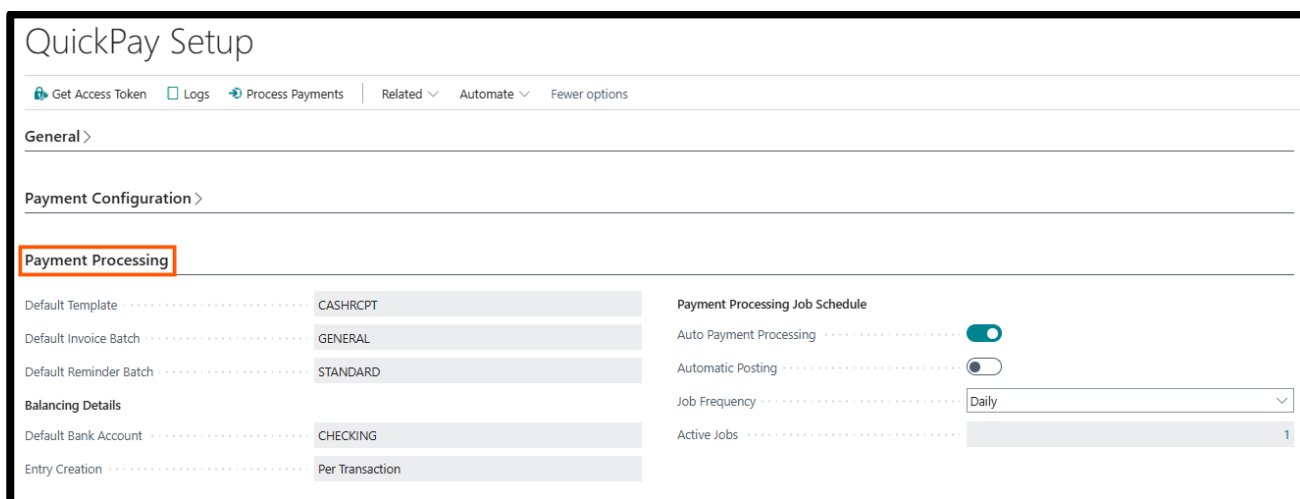 QuickPay Setup
Get Access Token Logs Process Payments Related Automate Fewer options
General
Payment Configuration
Payment Processing
Default Template CASHRCPT
Default Invoice Batch GENERAL
Default Reminder Batch STANDARD
Balancing Details
Default Bank Account CHECKING
Entry Creation Per Transaction
Payment Processing Job Schedule
Auto Payment Processing
Automatic Posting
Job Frequency Daily
Active Jobs 1